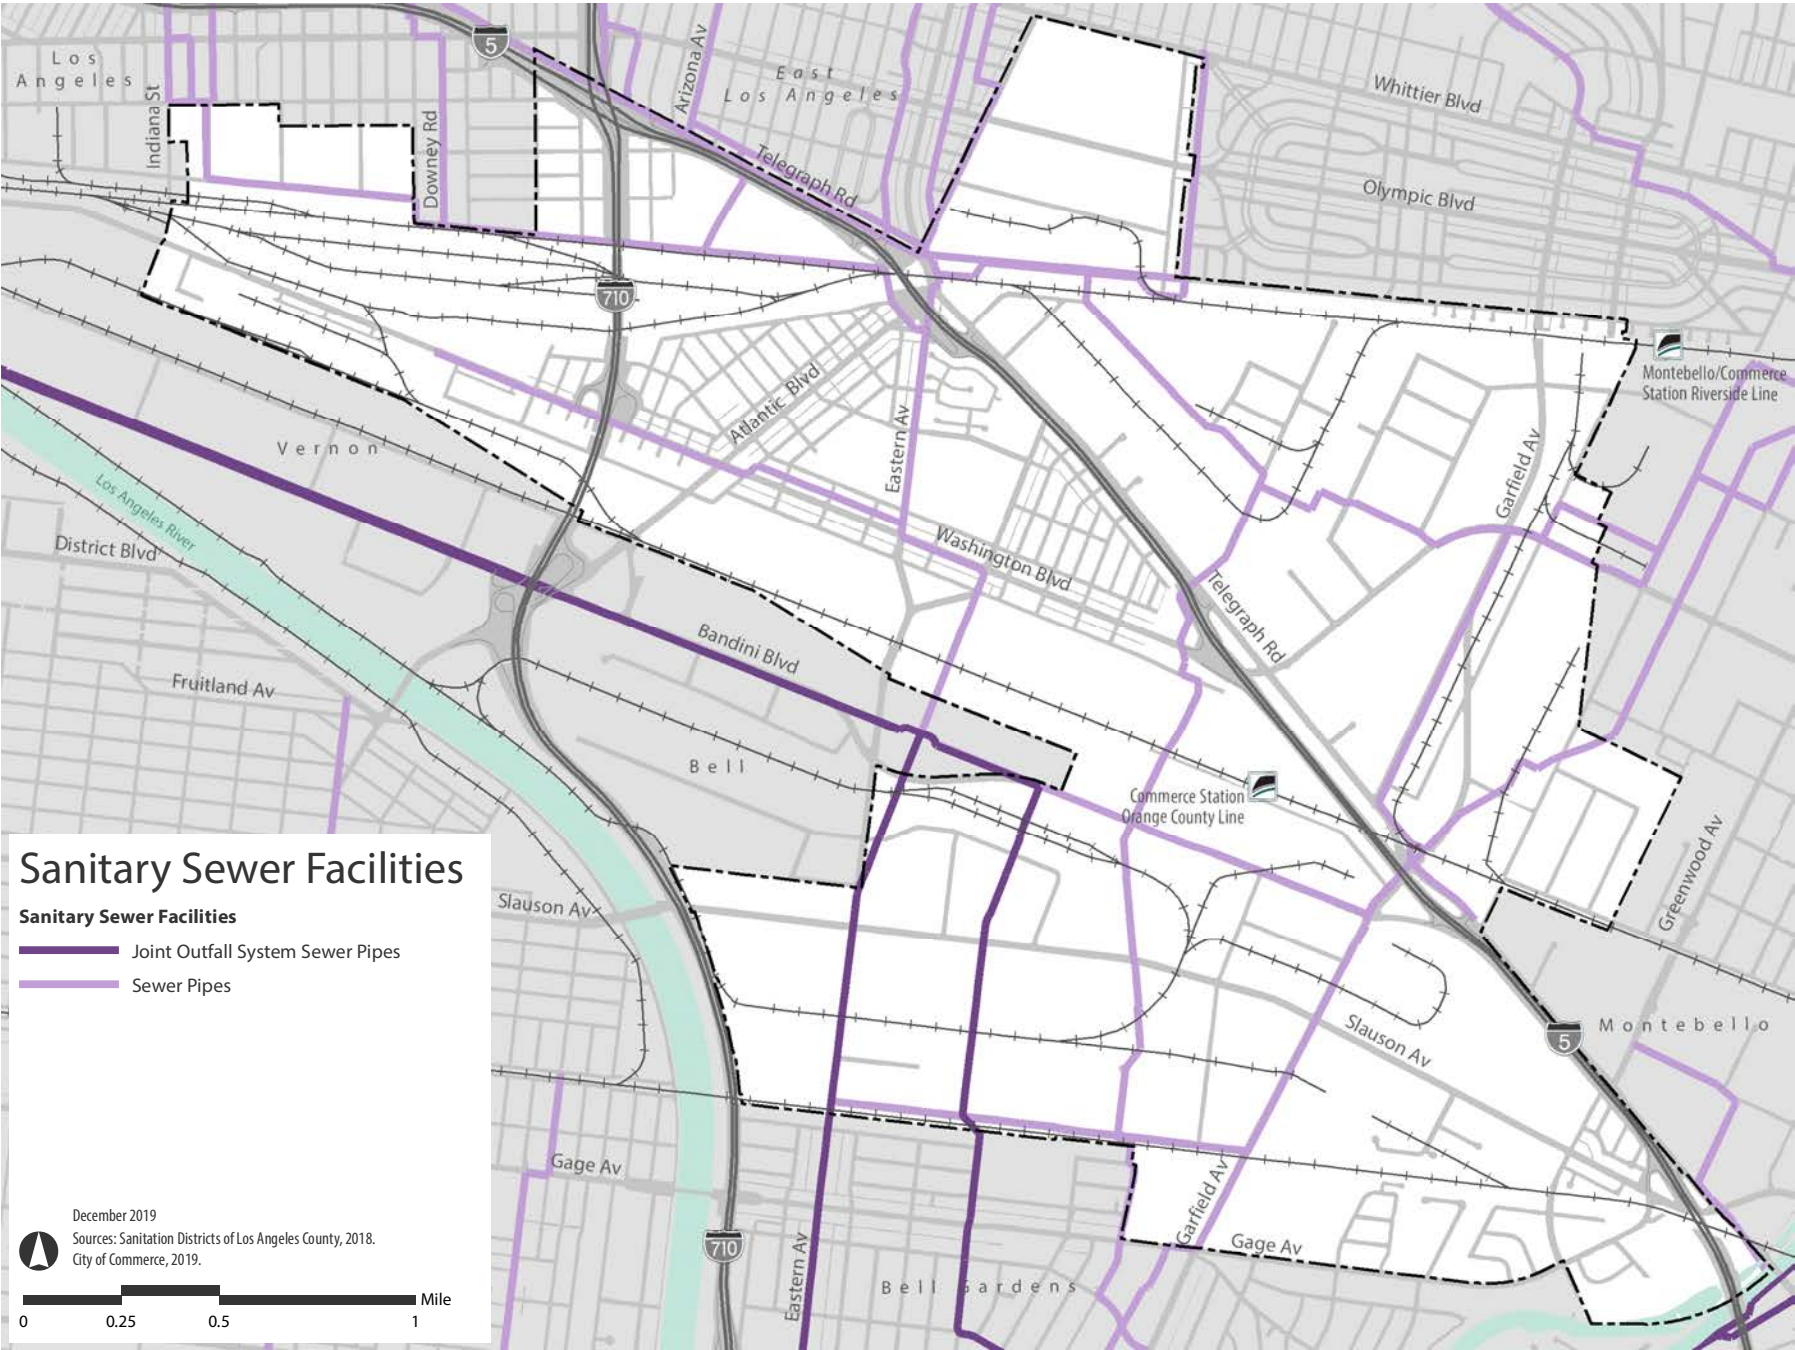 Los
Angeles
Indiana St
Downey Rd
5
Arizona Av
East
Los Angeles
Telegraph Rd
Whittier Blvd
Olympic Blvd
710
Montebello/Commerce
Station Riverside Line
Atlantic Blvd
Eastern Av
Garfield Av
Vernon
Los Angeles River
District Blvd
Washington Blvd
Telegraph Rd
Bandini Blvd
Fruitland Av
Bell
Commerce Station
Orange County Line
Greenwood Av
Slauson Av
Slauson Av
5
Montebello
Gage Av
Garfield Av
Gage Av
710
Eastern Av
Bell Gardens
Sanitary Sewer Facilities
Sanitary Sewer Facilities
Joint Outfall System Sewer Pipes
Sewer Pipes
December 2019
Sources: Sanitation Districts of Los Angeles County, 2018.
City of Commerce, 2019.
Mile
0 0.25 0.5 1